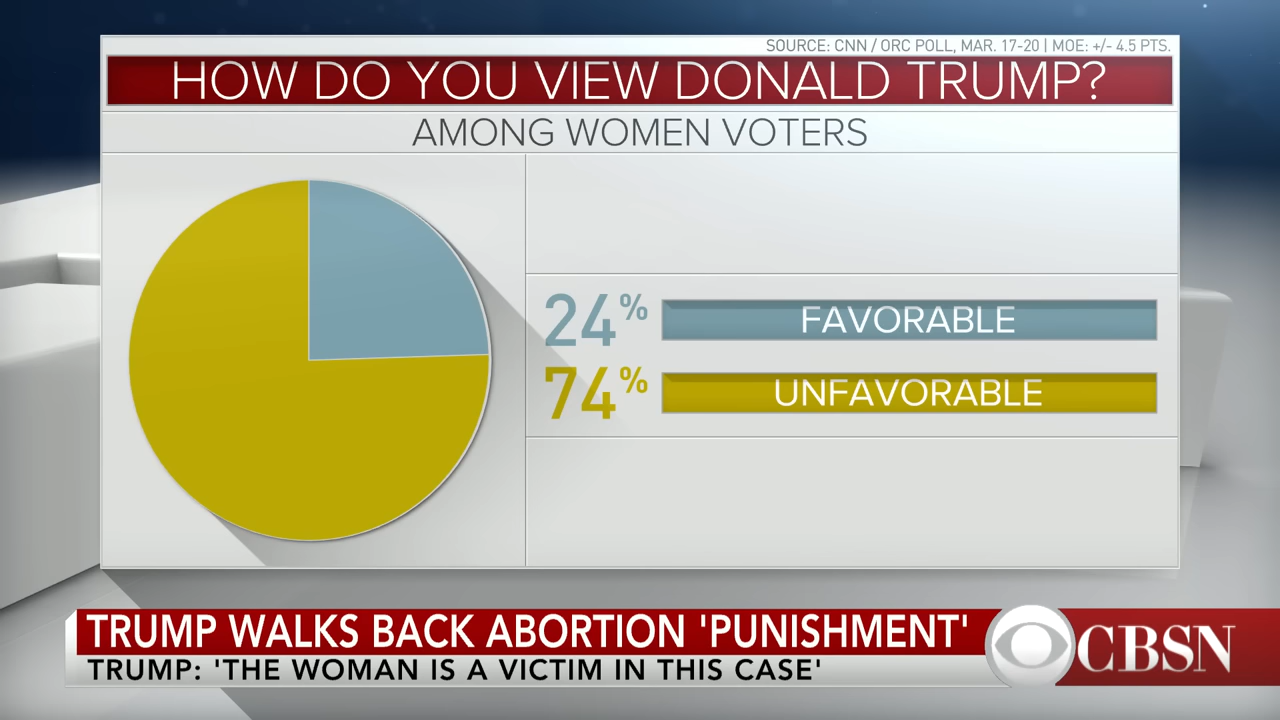 SOURCE: CNN / ORC POLL, MAR. 17-20 | MOE: +/- 4.5 PTS.
HOW DO YOU VIEW DONALD TRUMP?
AMONG WOMEN VOTERS
24% FAVORABLE
74% UNFAVORABLE
TRUMP WALKS BACK ABORTION 'PUNISHMENT'
TRUMP: 'THE WOMAN IS A VICTIM IN THIS CASE'
CBSN